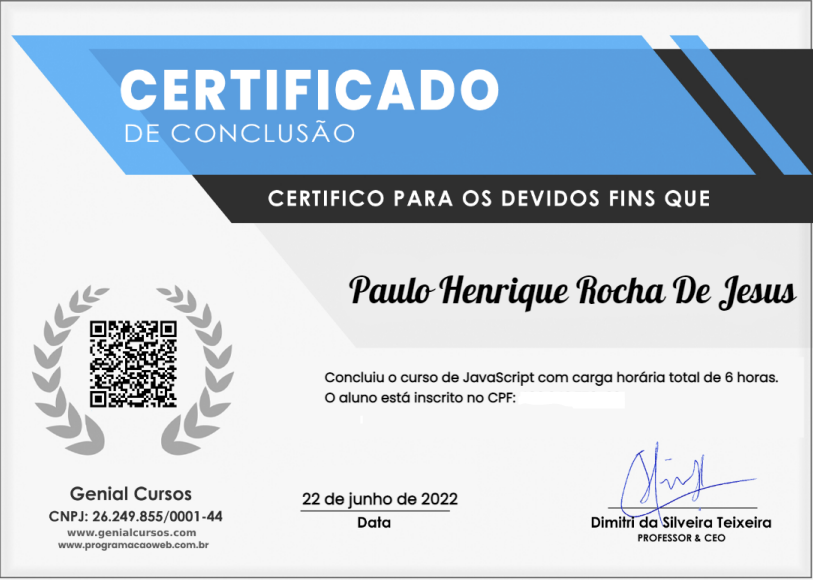 CERTIFICADO
DE CONCLUSÃO
CERTIFICO PARA OS DEVIDOS FINS QUE
Paulo Henrique Rocha De Jesus
Concluiu o curso de JavaScript com carga horária total de 6 horas.
O aluno está inscrito no CPF:
Genial Cursos
CNPJ: 26.249.855/0001-44
www.genialcursos.com
www.programacaoweb.com.br
22 de junho de 2022
Data
Dimitri da Silveira Teixeira
PROFESSOR & CEO